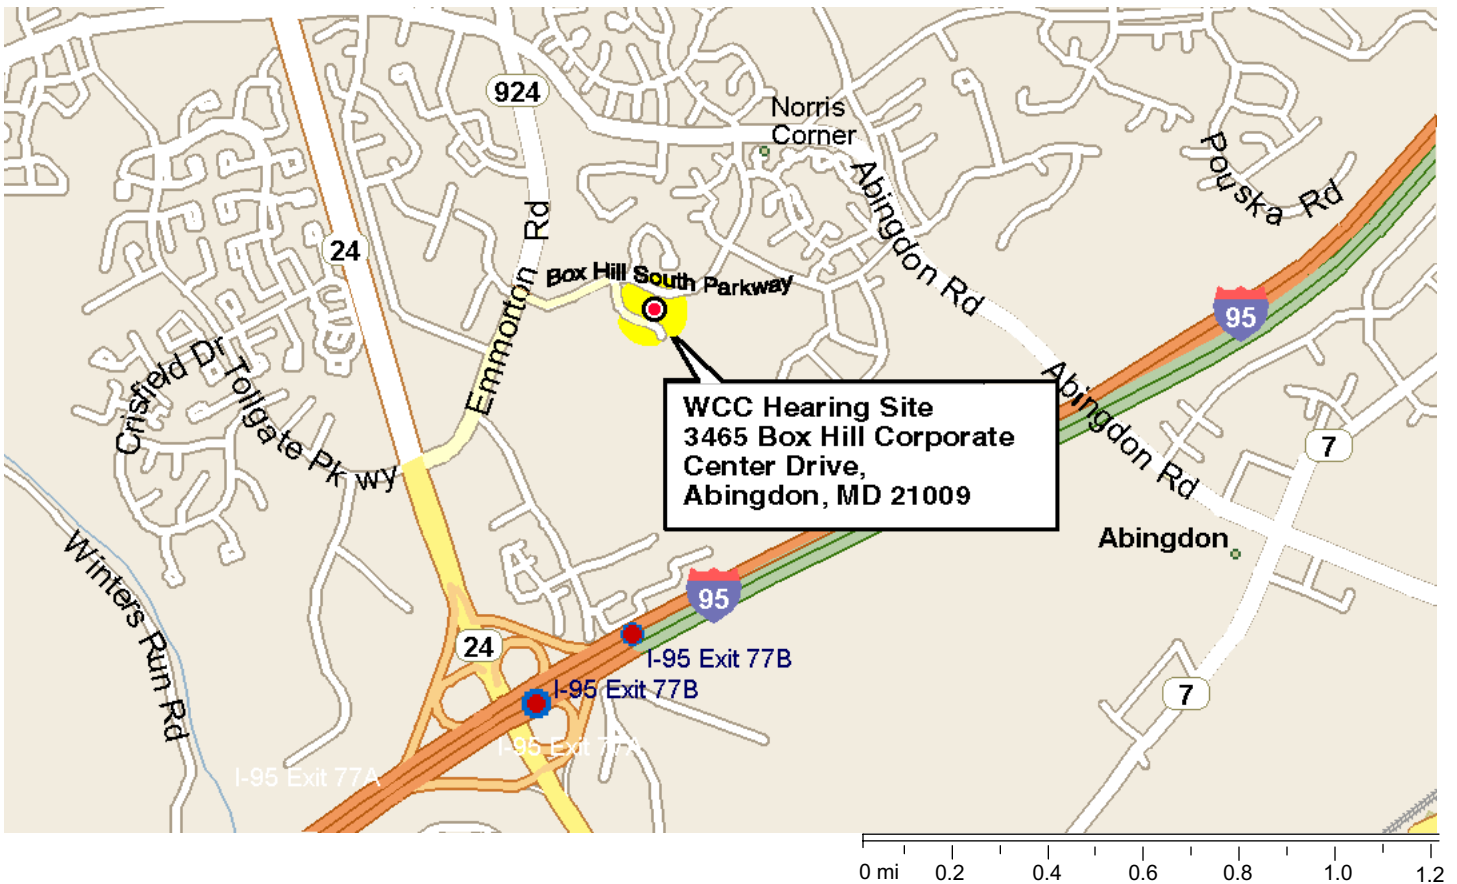 924
Norris
Corner
Pouska Rd
Abingdon Rd
24
Emmorton Rd
Box Hill South Parkway
95
Crisfield Dr
Tollgate Pkwy
Abingdon Rd
WCC Hearing Site
3465 Box Hill Corporate
Center Drive,
Abingdon, MD 21009
7
Abingdon
Winters Run Rd
95
24
I-95 Exit 77B
I-95 Exit 77B
7
I-95 Exit 77A
I-95 Exit 77A
0 mi 0.2 0.4 0.6 0.8 1.0 1.2